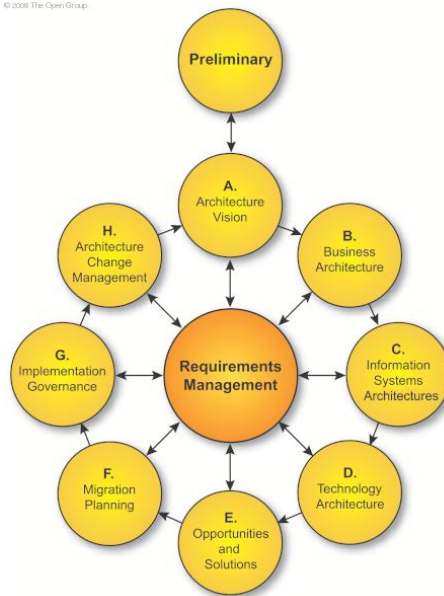 © 2008 The Open Group
Preliminary
A.
Architecture
Vision
H.
Architecture
Change
Management
B.
Business
Architecture
G.
Implementation
Governance
Requirements
Management
C.
Information
Systems
Architectures
F.
Migration
Planning
D.
Technology
Architecture
E.
Opportunities
and
Solutions